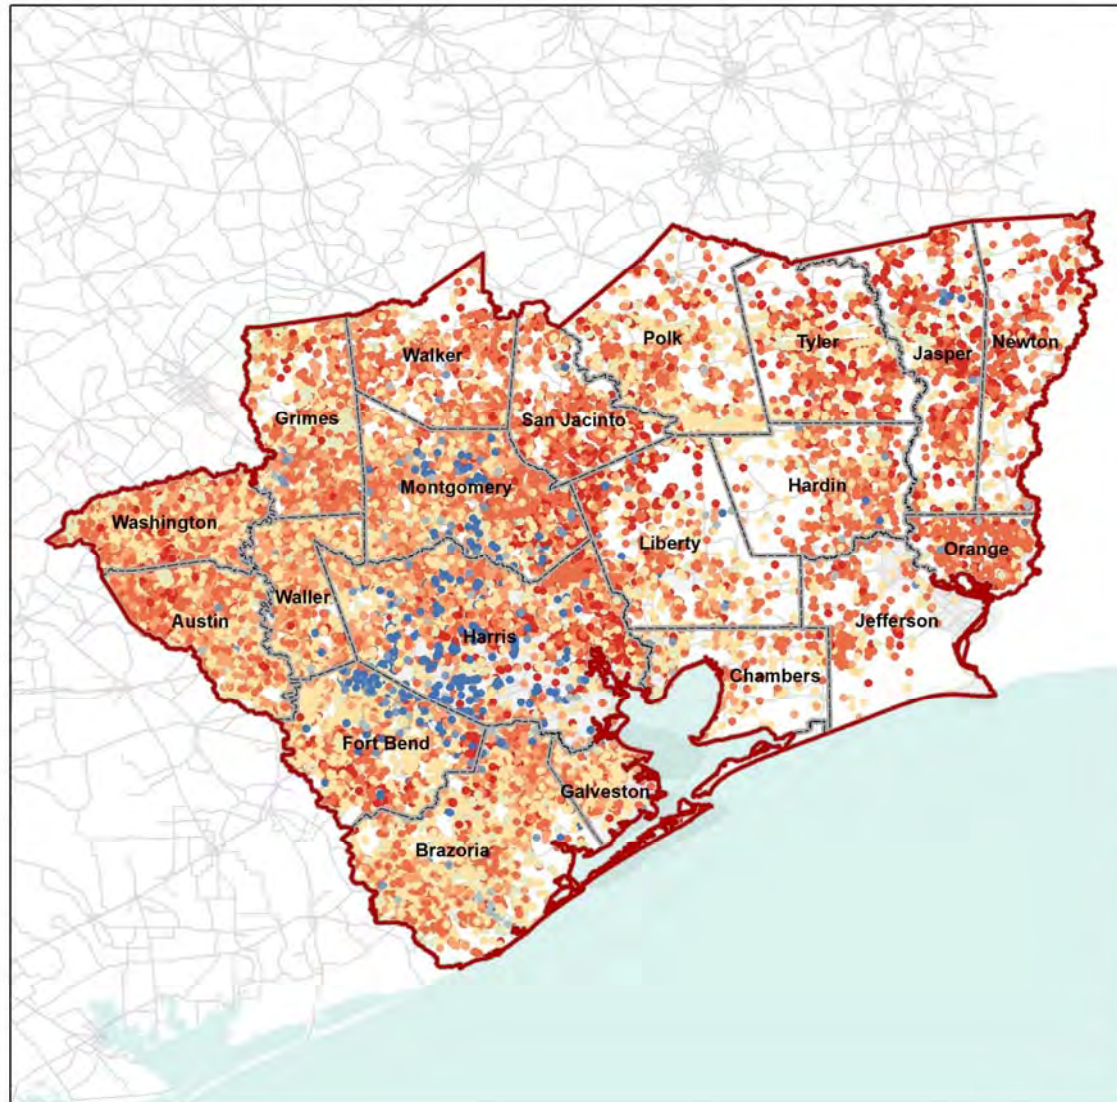 Polk
Tyler
Walker
Jasper
Newton
Grimes
San Jacinto
Montgomery
Hardin
Washington
Liberty
Orange
Waller
Austin
Harris
Jefferson
Chambers
Fort Bend
Galveston
Brazoria